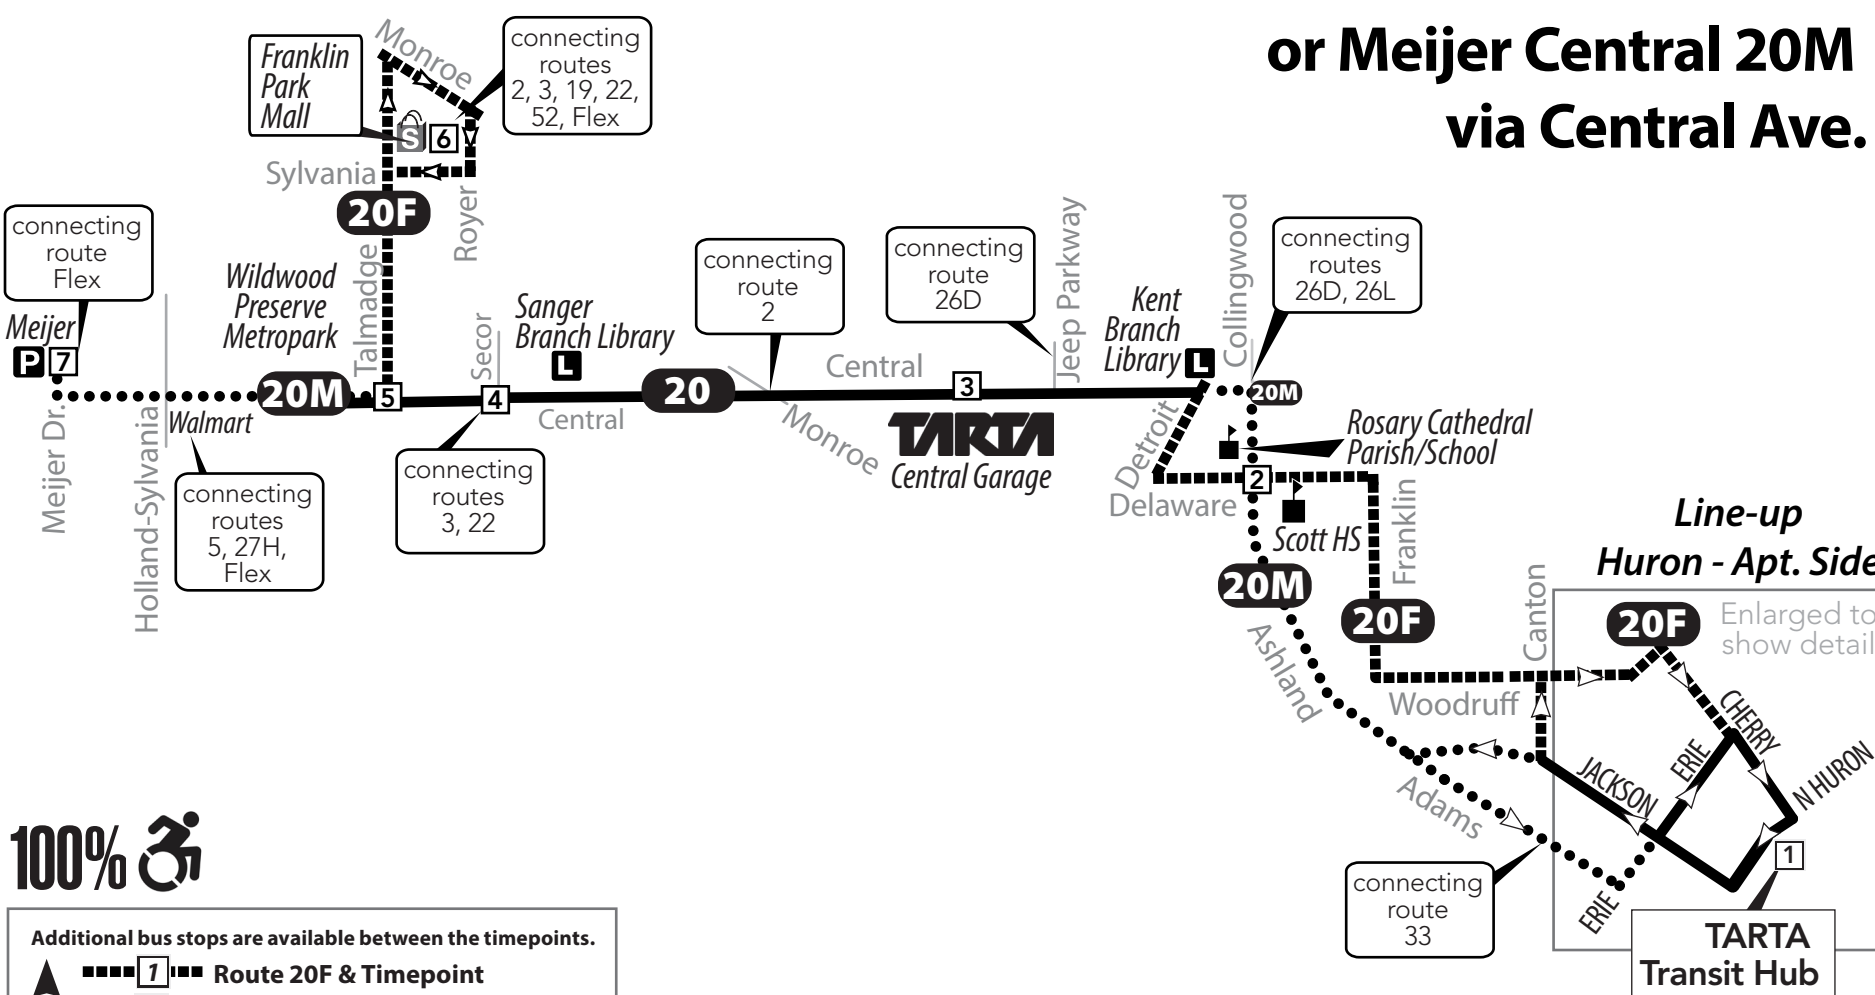 or Meijer Central 20M
via Central Ave.
Franklin
Park
Mall
Monroe
connecting
routes
2, 3, 19, 22,
52, Flex
S
6
Sylvania
20F
Royer
Talmadge
connecting
route
Flex
Meijer
P
7
Meijer Dr.
Holland-Sylvania
Wildwood
Preserve
Metropark
20M
Walmart
connecting
routes
5, 27H,
Flex
5
Secor
4
connecting
routes
3, 22
Sanger
Branch Library
L
Central
20
connecting
route
2
Monroe
Central
3
TARTA
Central Garage
connecting
route
26D
Jeep Parkway
Kent
Branch
Library
L
Collingwood
connecting
routes
26D, 26L
20M
Detroit
Delaware
2
Rosary Cathedral
Parish/School
Scott HS
Franklin
20M
20F
Ashland
Woodruff
Canton
Adams
connecting
route
33
Line-up
Huron - Apt. Side
20F
Enlarged to
show detail
CHERRY
ERIE
JACKSON
N HURON
1
ERIE
TARTA
Transit Hub
100%
Additional bus stops are available between the timepoints.
1 Route 20F & Timepoint